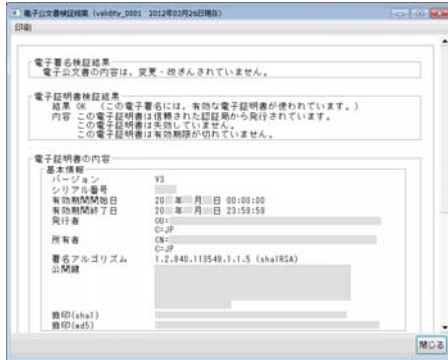 電子公文書検証結果 (validity_0001 2012年03月26日現在)
印刷
電子署名検証結果
電子公文書の内容は、変更・改ざんされていません。
電子証明書検証結果
結果 OK (この電子署名には、有効な電子証明書が使われています。)
内容 この電子証明書は信頼された認証局から発行されています。
この電子証明書は失効していません。
この電子証明書は有効期限が切れていません。
電子証明書の内容
基本情報
バージョン V3
シリアル番号
有効期間開始日 20 年 月 日 00:00:00
有効期間終了日 20 年 月 日 23:59:59
発行者 OU=
C=JP
所有者 CN=
C=JP
署名アルゴリズム 1.2.840.113549.1.1.5 (sha1RSA)
公開鍵
拇印(sha1)
拇印(md5)
閉じる